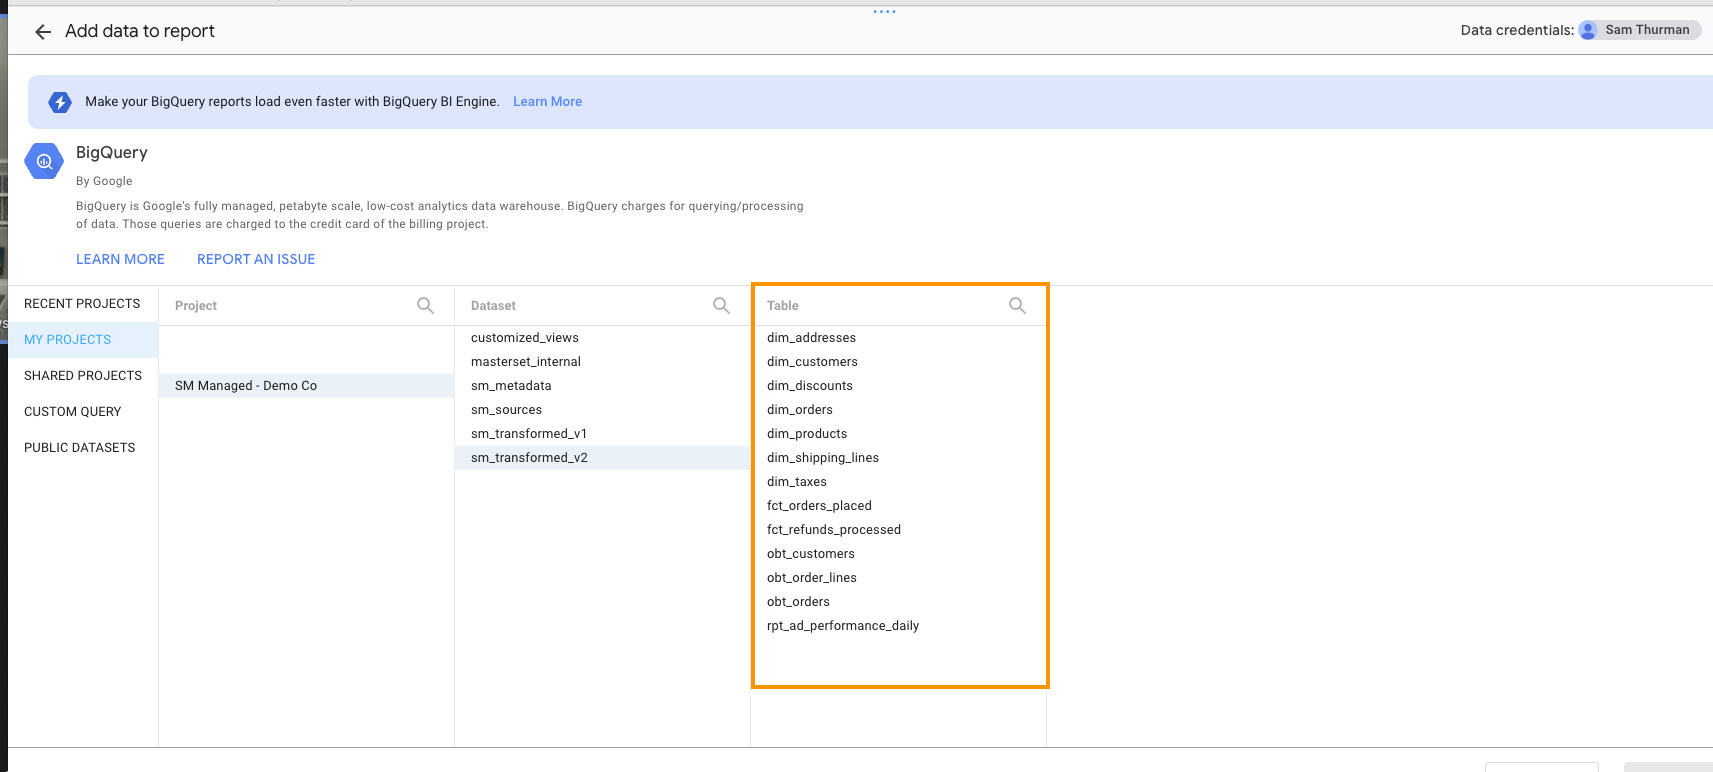 Add data to report
Data credentials: Sam Thurman
Make your BigQuery reports load even faster with BigQuery BI Engine. Learn More
BigQuery
By Google
BigQuery is Google's fully managed, petabyte scale, low-cost analytics data warehouse. BigQuery charges for querying/processing
of data. Those queries are charged to the credit card of the billing project.
LEARN MORE REPORT AN ISSUE
RECENT PROJECTS
MY PROJECTS
SHARED PROJECTS
CUSTOM QUERY
PUBLIC DATASETS
Project
SM Managed - Demo Co
Dataset
customized_views
masterset_internal
sm_metadata
sm_sources
sm_transformed_v1
sm_transformed_v2
Table
dim_addresses
dim_customers
dim_discounts
dim_orders
dim_products
dim_shipping_lines
dim_taxes
fct_orders_placed
fct_refunds_processed
obt_customers
obt_order_lines
obt_orders
rpt_ad_performance_daily